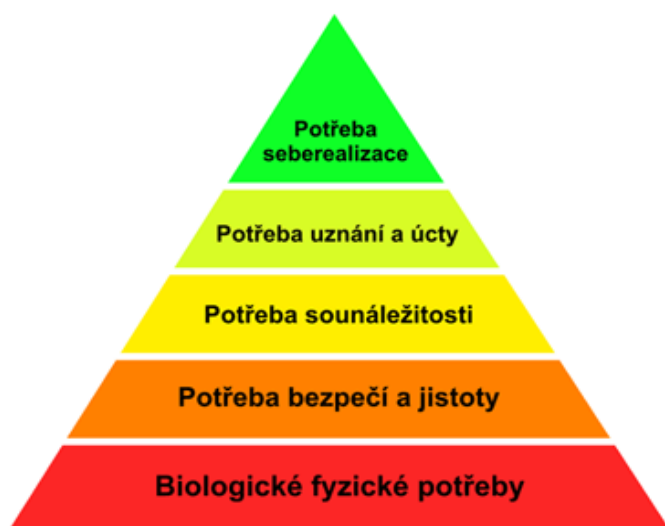 Potřeba
seberealizace
Potřeba uznání a úcty
Potřeba sounáležitosti
Potřeba bezpečí a jistoty
Biologické fyzické potřeby